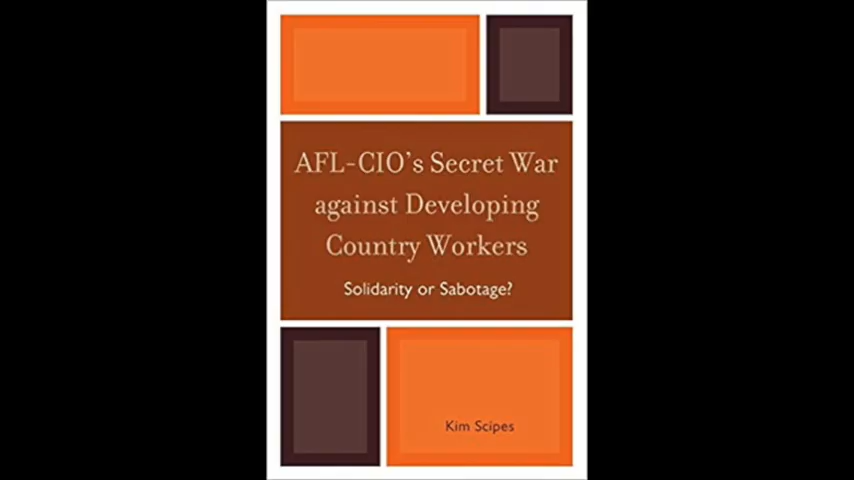 AFL-CIO's Secret War
against Developing
Country Workers
Solidarity or Sabotage?
Kim Scipes